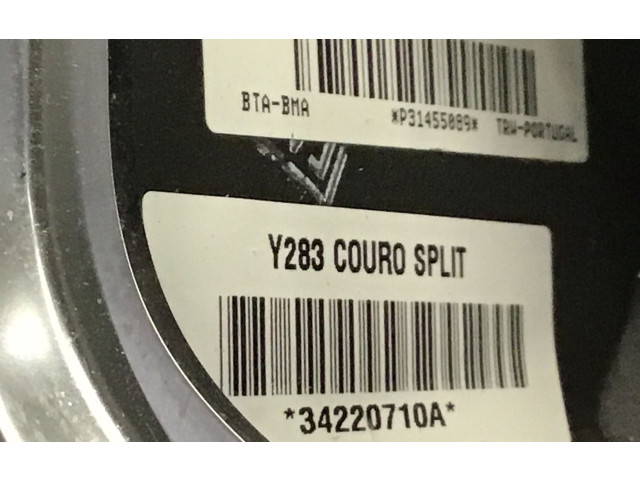 BTA-BMA *P31455089* TRW-PORTUGAL
Y283 COURO SPLIT
*34220710A*